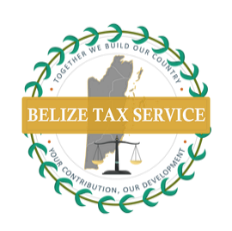 TOGETHER WE BUILD OUR COUNTRY
BELIZE TAX SERVICE
YOUR CONTRIBUTION, OUR DEVELOPMENT